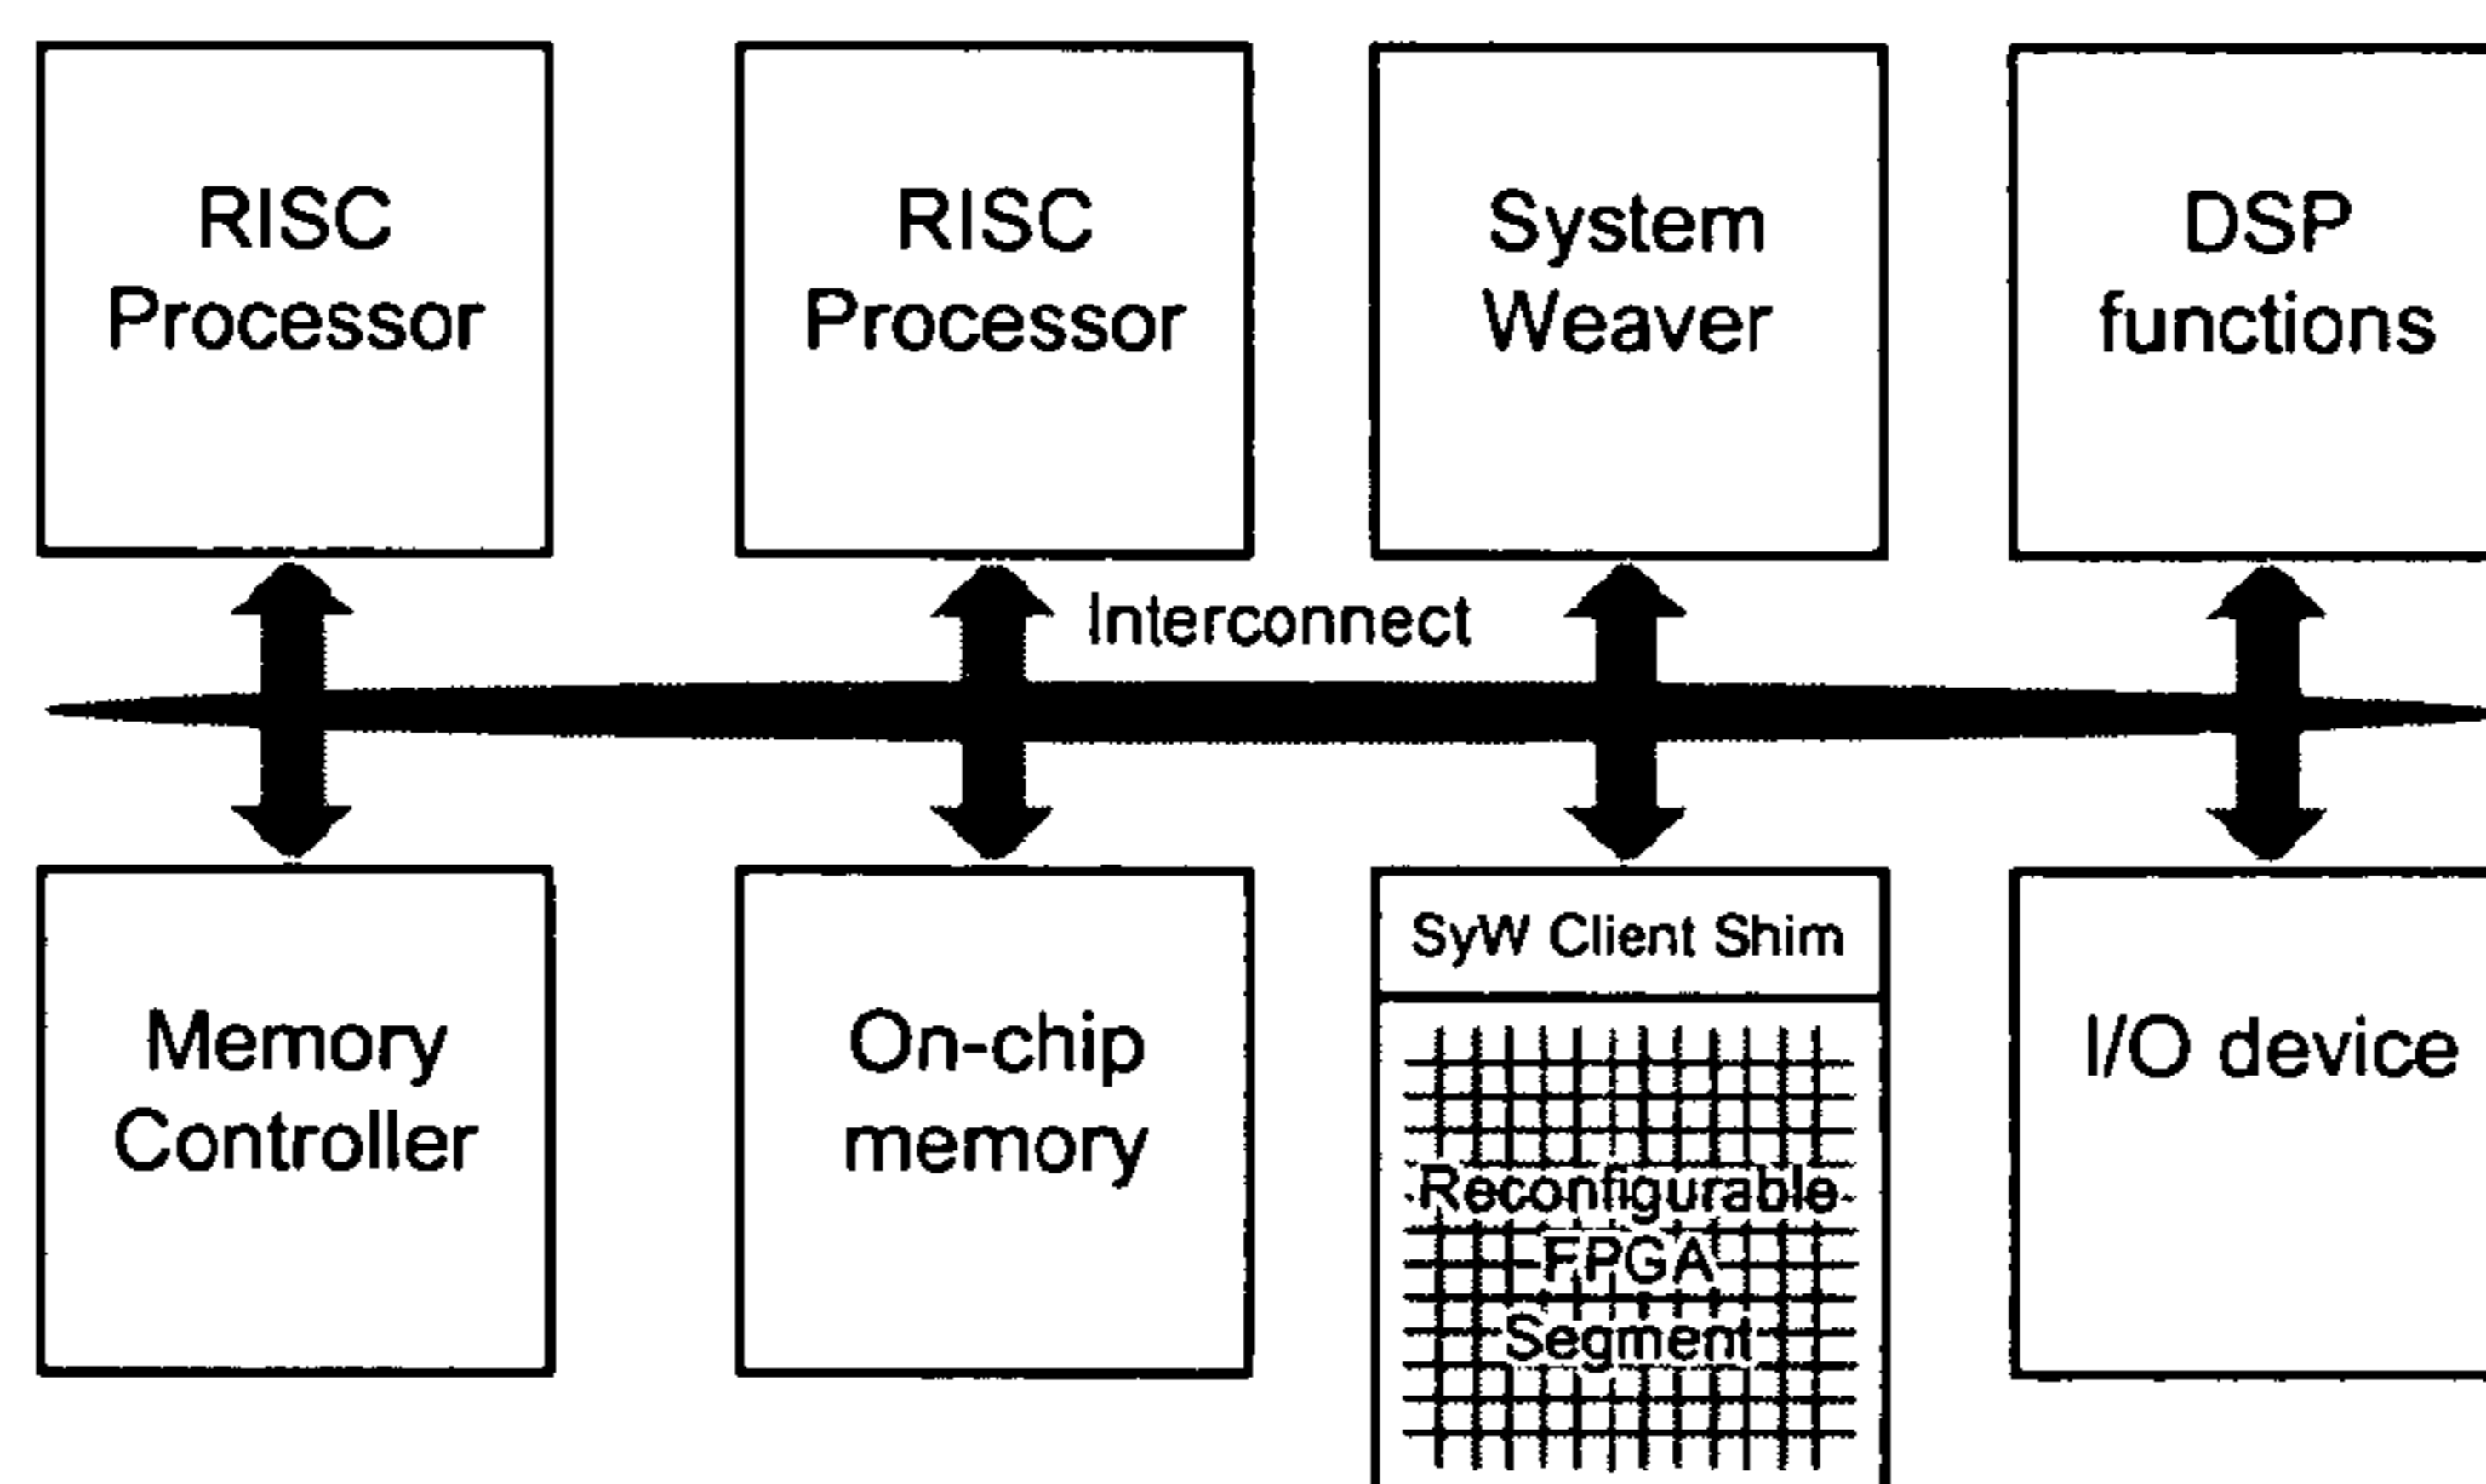 RISC
Processor
RISC
Processor
System
Weaver
DSP
functions
Interconnect
Memory
Controller
On-chip
memory
SyW Client Shim
Reconfigurable
FPGA
Segment
I/O device